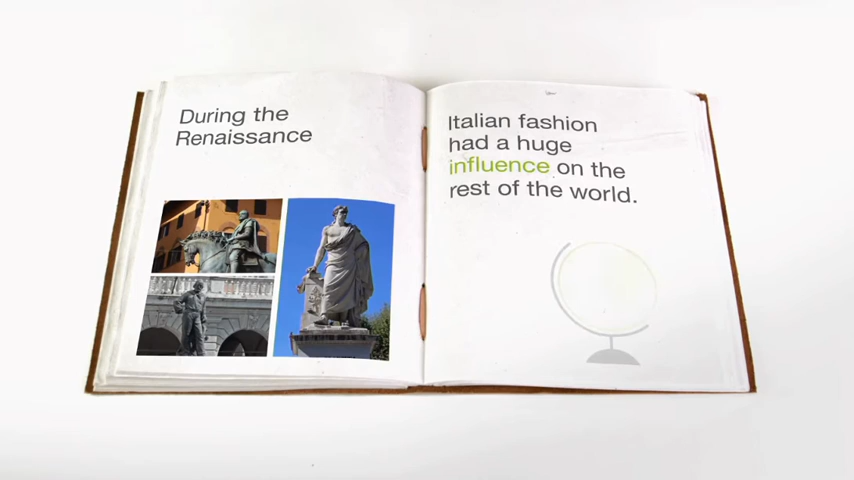 During the
Renaissance
Italian fashion
had a huge
influence on the
rest of the world.